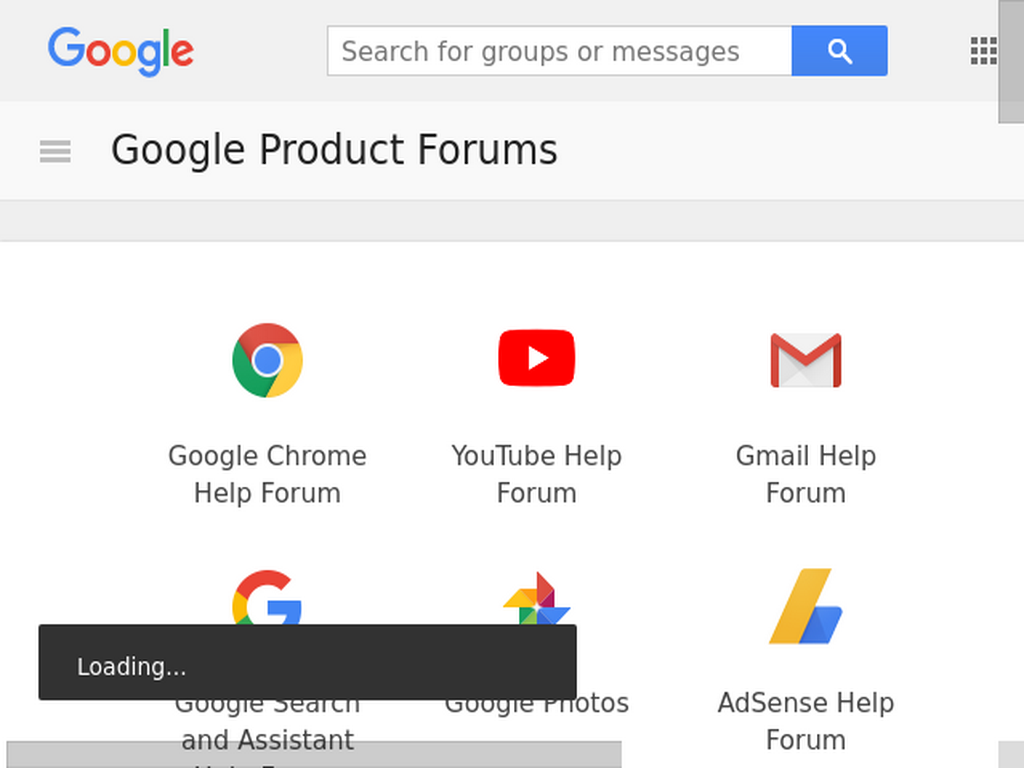 Google
Search for groups or messages
Google Product Forums
Google Chrome
Help Forum
YouTube Help
Forum
Gmail Help
Forum
Loading...
Google Search
and Assistant
Google Photos
AdSense Help
Forum